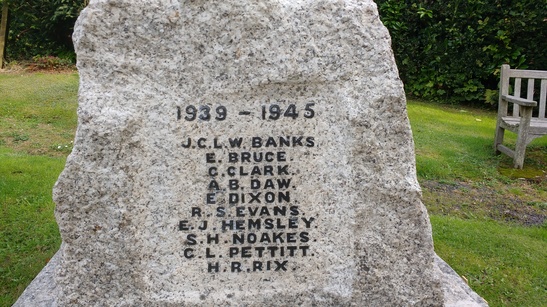 1939 - 1945
J.C.L.W. BANKS
E. BRUCE.
C. CLARK.
A. B. DAW.
E. DIXON.
R. S. EVANS.
E. J. HEMSLEY.
S. H. NOAKES.
C. L. PETTITT.
H. R. RIX.